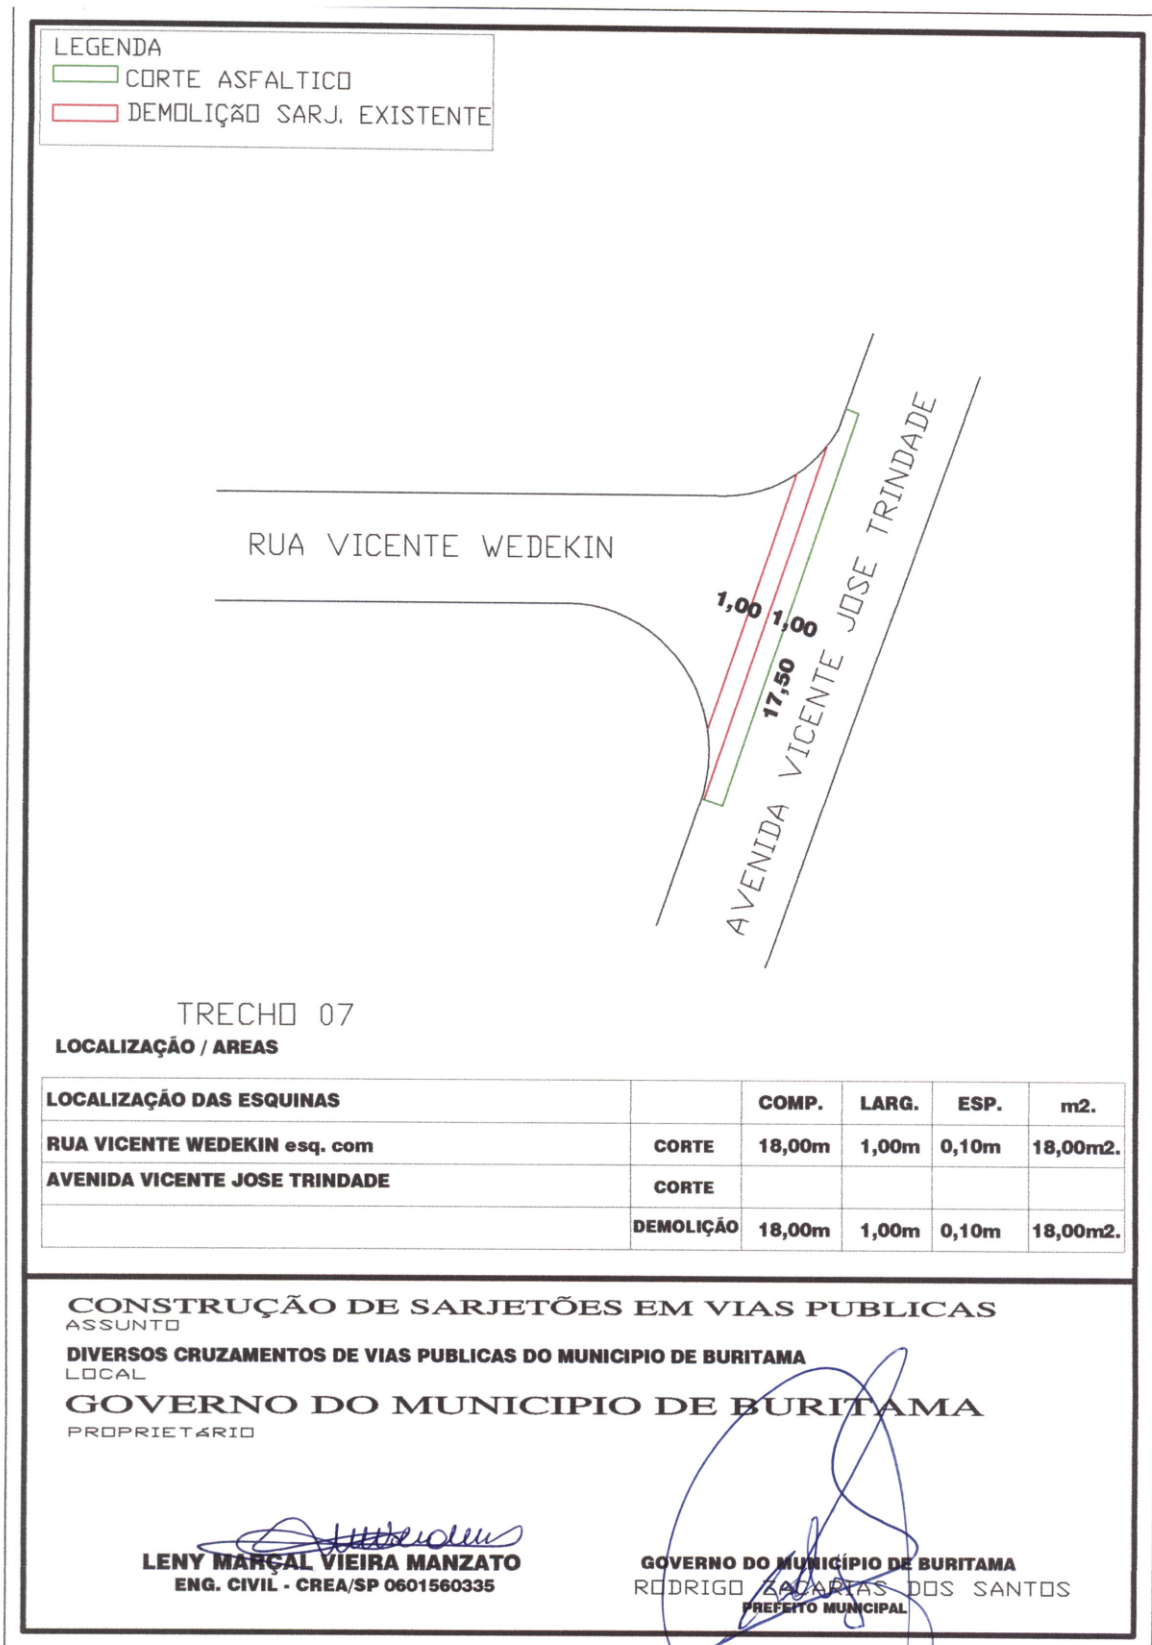 LEGENDA
CORTE ASFALTICO
DEMOLIÇÃO SARJ. EXISTENTE
RUA VICENTE WEDEKIN
AVENIDA VICENTE JOSE TRINDADE
1,00 1,00
17,50
TRECHO 07
LOCALIZAÇÃO / AREAS
LOCALIZAÇÃO DAS ESQUINAS COMP. LARG. ESP. m2.
RUA VICENTE WEDEKIN esq. com CORTE 18,00m 1,00m 0,10m 18,00m2.
AVENIDA VICENTE JOSE TRINDADE CORTE
DEMOLIÇÃO 18,00m 1,00m 0,10m 18,00m2.
CONSTRUÇÃO DE SARJETÕES EM VIAS PUBLICAS
ASSUNTO
DIVERSOS CRUZAMENTOS DE VIAS PUBLICAS DO MUNICIPIO DE BURITAMA
LOCAL
GOVERNO DO MUNICIPIO DE BURITAMA
PROPRIETÁRIO
LENY MARÇAL VIEIRA MANZATO
ENG. CIVIL - CREA/SP 0601560335
GOVERNO DO MUNICÍPIO DE BURITAMA
RODRIGO ZACARIAS DOS SANTOS
PREFEITO MUNICIPAL